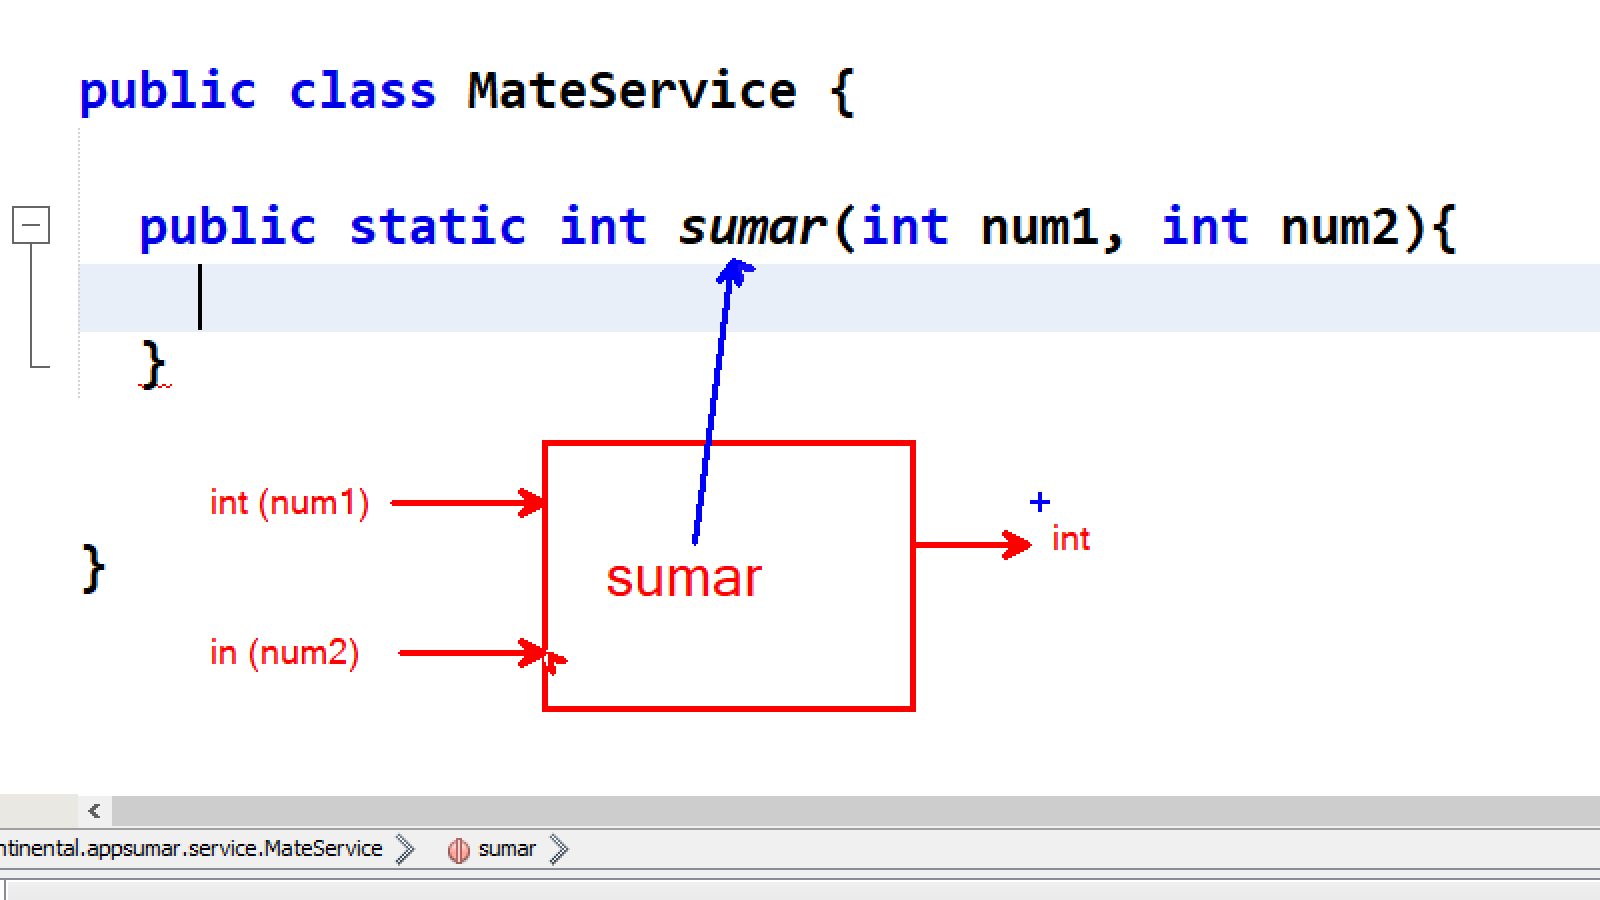 public class MateService {
public static int sumar(int num1, int num2){
}
int (num1)
+
int
}
sumar
in (num2)
ntinental.appsumar.service.MateService sumar